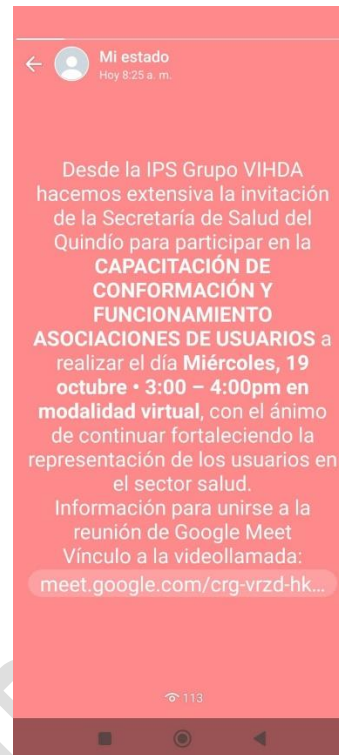 Mi estado
Hoy 8:25 a. m.
Desde la IPS Grupo VIHDA
hacemos extensiva la invitación
de la Secretaría de Salud del
Quindío para participar en la
CAPACITACIÓN DE
CONFORMACIÓN Y
FUNCIONAMIENTO
ASOCIACIONES DE USUARIOS a
realizar el día Miércoles, 19
octubre • 3:00 – 4:00pm en
modalidad virtual, con el ánimo
de continuar fortaleciendo la
representación de los usuarios en
el sector salud.
Información para unirse a la
reunión de Google Meet
Vínculo a la videollamada:
meet.google.com/crg-vrzd-hk...
113